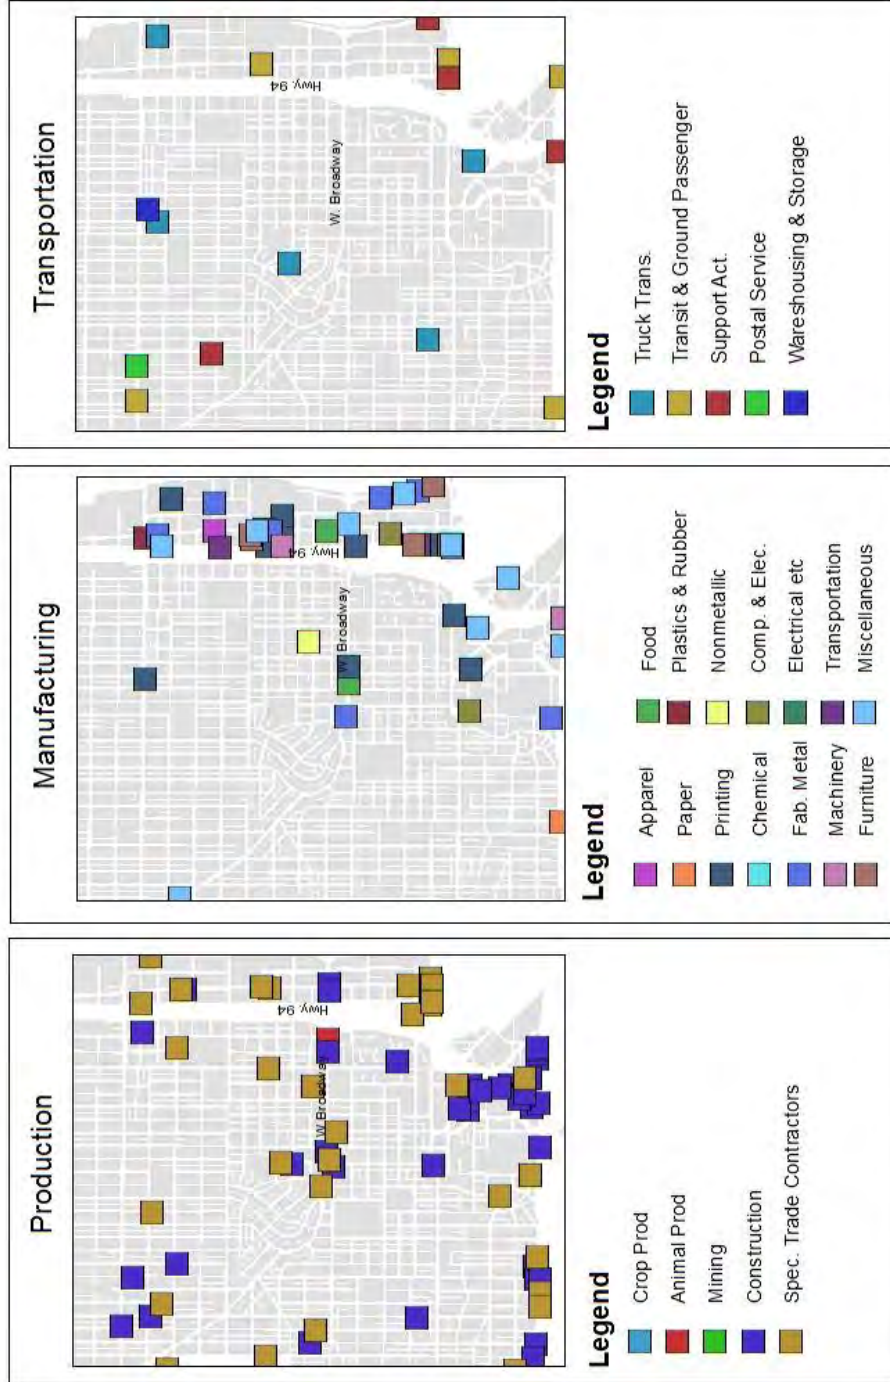 Production
W Broadway
Hwy. 94
Legend
Crop Prod
Animal Prod
Mining
Construction
Spec. Trade Contractors
Manufacturing
W. Broadway
Hwy. 94
Legend
Apparel
Paper
Printing
Chemical
Fab. Metal
Machinery
Furniture
Food
Plastics & Rubber
Nonmetallic
Comp. & Elec.
Electrical etc
Transportation
Miscellaneous
Transportation
W. Broadway
Hwy. 94
Legend
Truck Trans.
Transit & Ground Passenger
Support Act.
Postal Service
Wareshousing & Storage